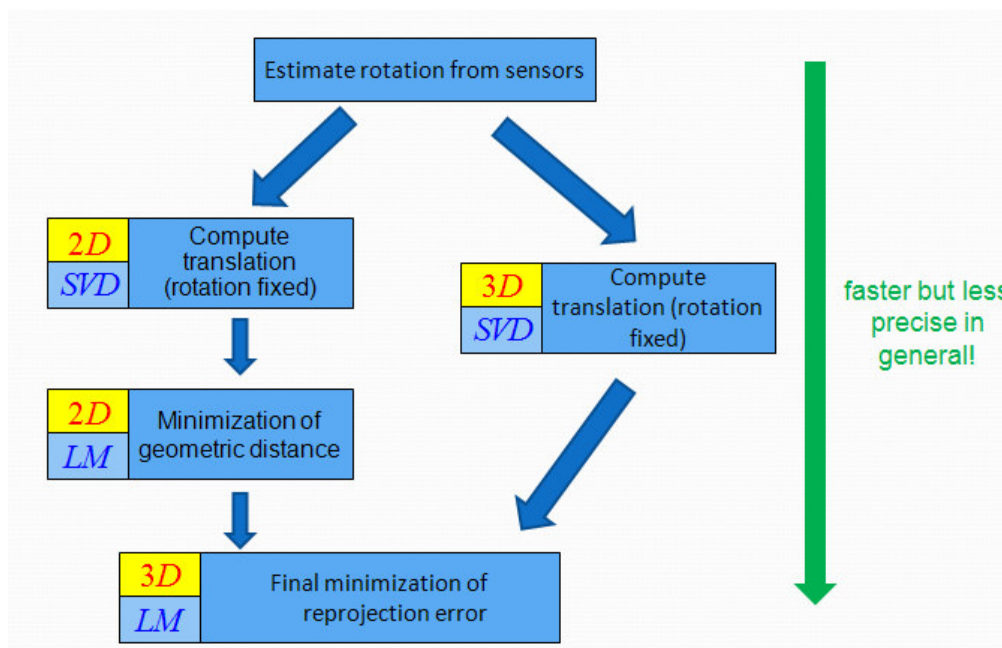 Estimate rotation from sensors
2D
SVD
Compute
translation
(rotation fixed)
3D
SVD
Compute
translation (rotation
fixed)
faster but less
precise in
general!
2D
LM
Minimization of
geometric distance
3D
LM
Final minimization of
reprojection error